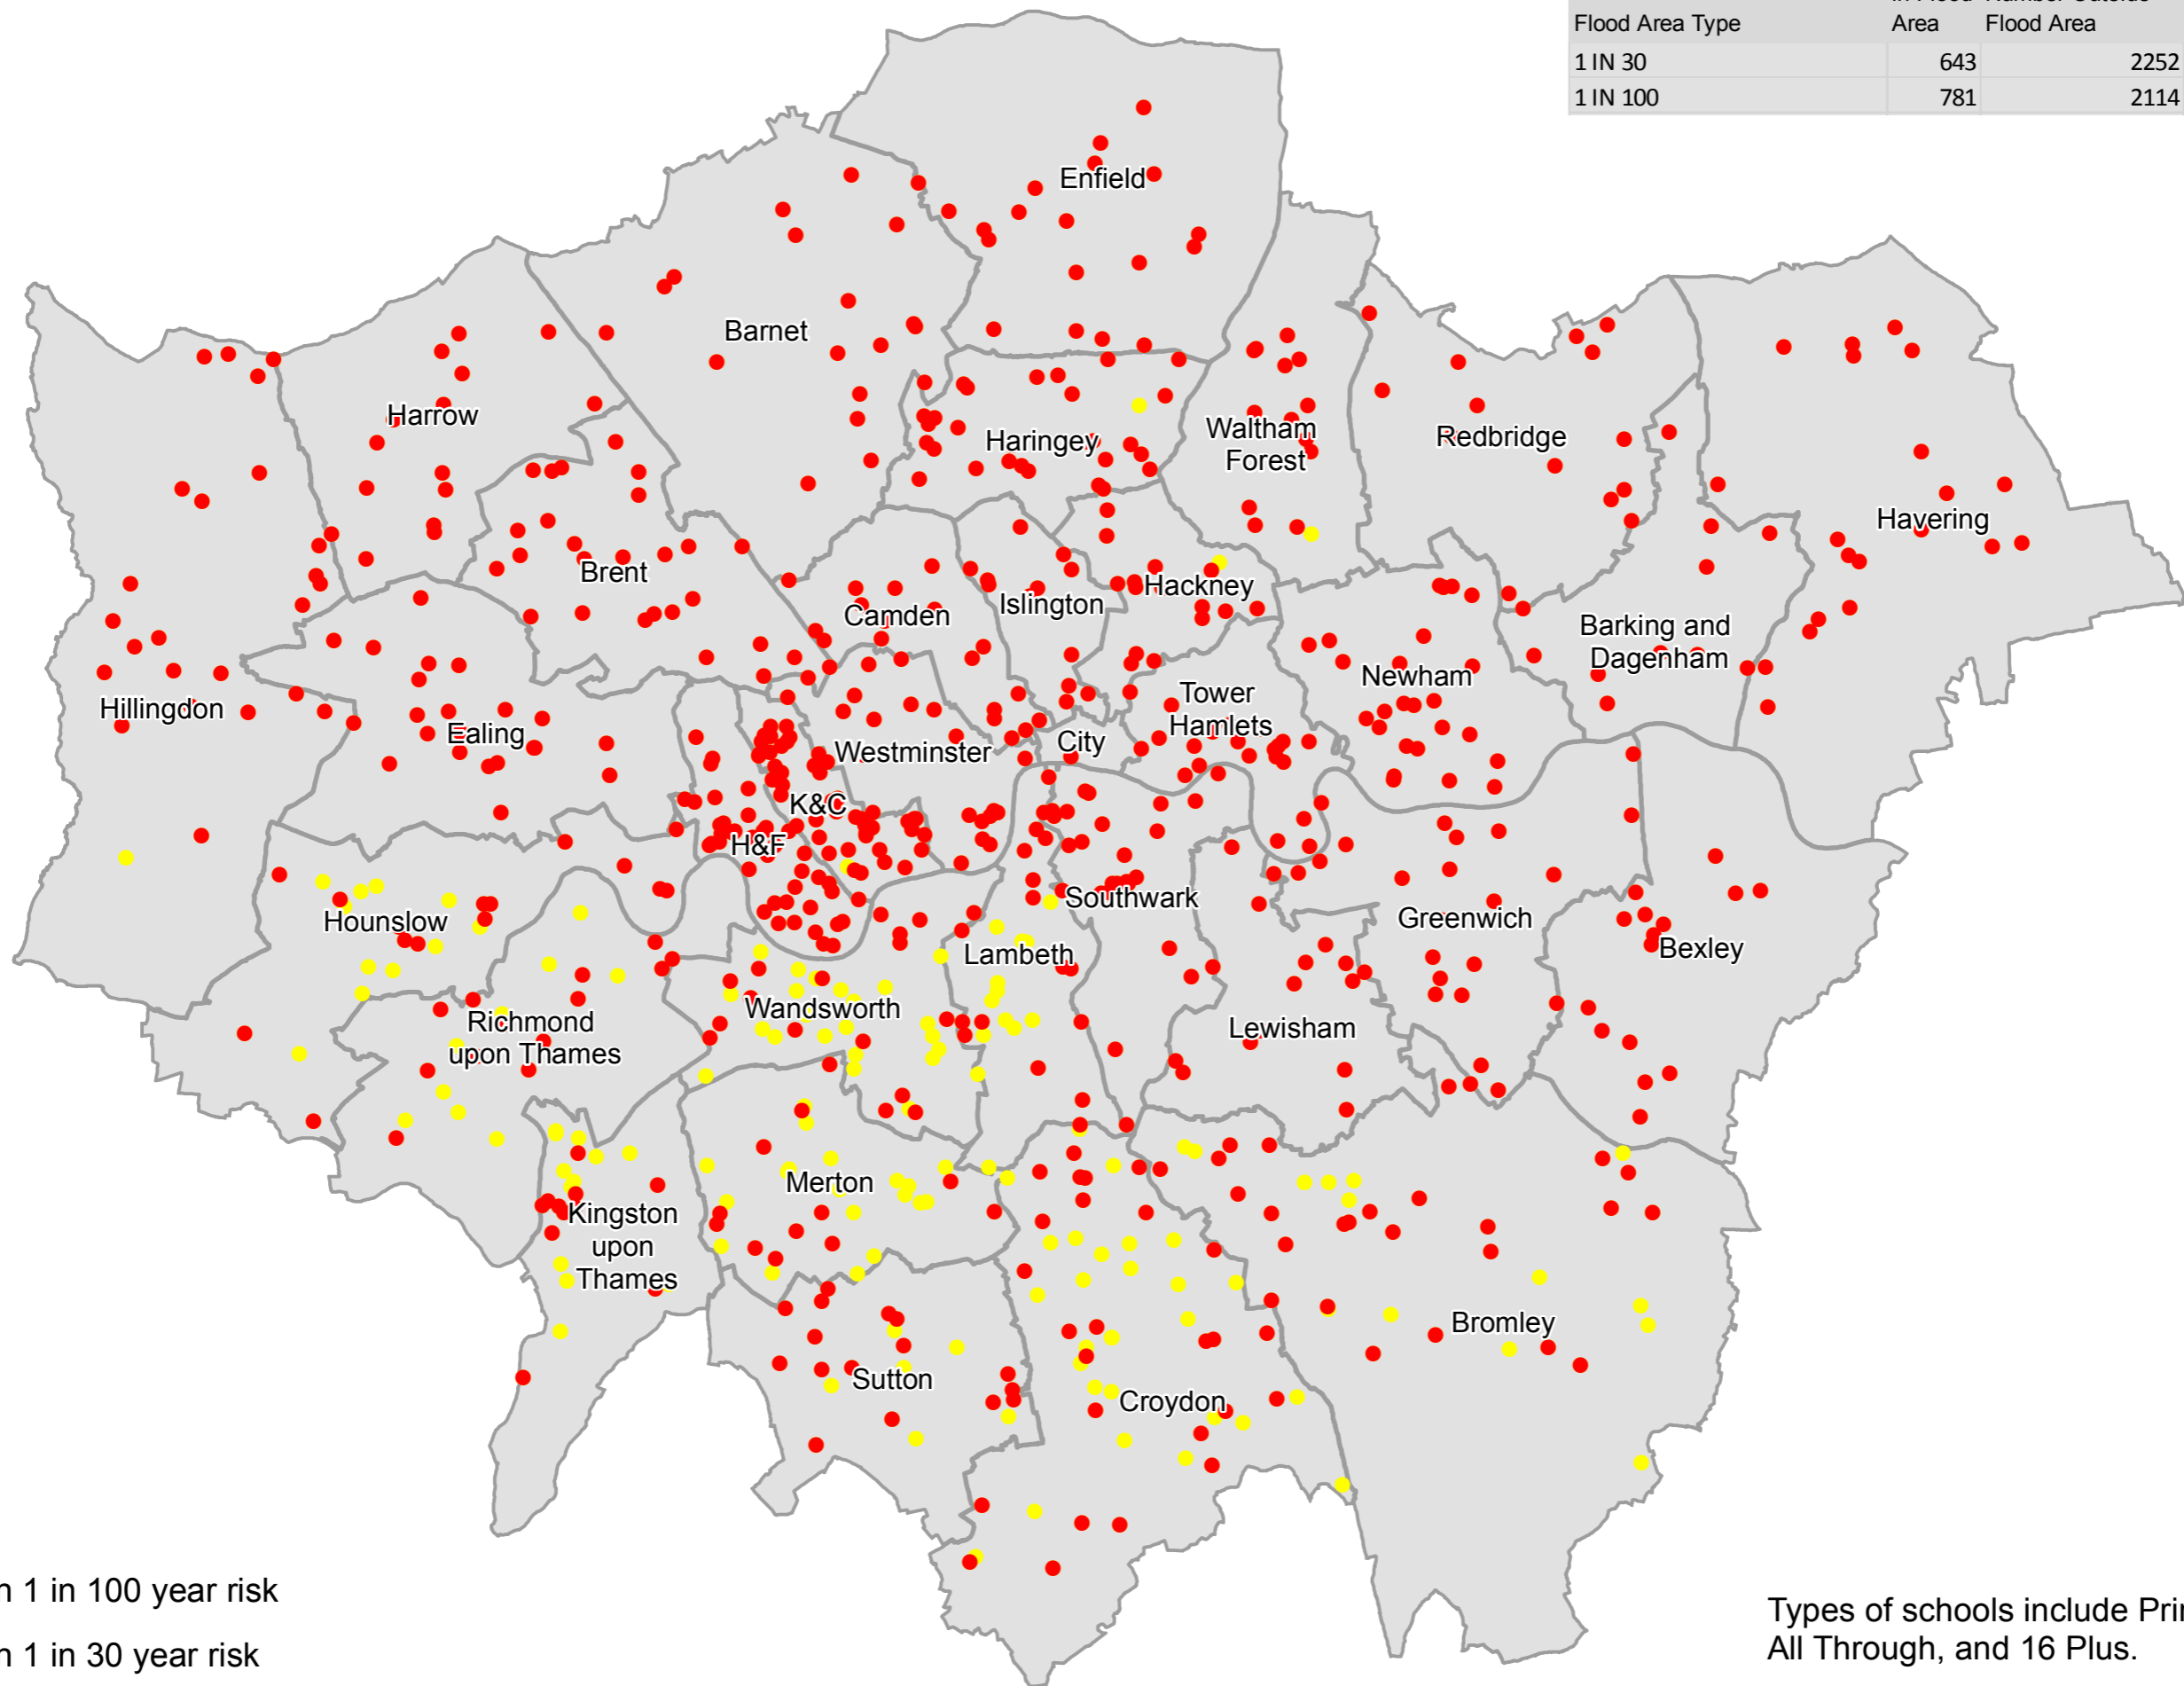 Number Outside
Flood Area Type Area Flood Area
1 IN 30 643 2252
1 IN 100 781 2114
Enfield
Barnet
Harrow
Haringey
Waltham
Forest
Redbridge
Havering
Brent
Camden
Islington
Hackney
Barking and
Dagenham
Hillingdon
Ealing
Westminster
City
Tower
Hamlets
Newham
K&C
H&F
Hounslow
Southwark
Greenwich
Bexley
Lambeth
Wandsworth
Richmond
upon Thames
Lewisham
Merton
Kingston
upon
Thames
Sutton
Croydon
Bromley
1 in 100 year risk
1 in 30 year risk
Types of schools include
All Through, and 16 Plus.